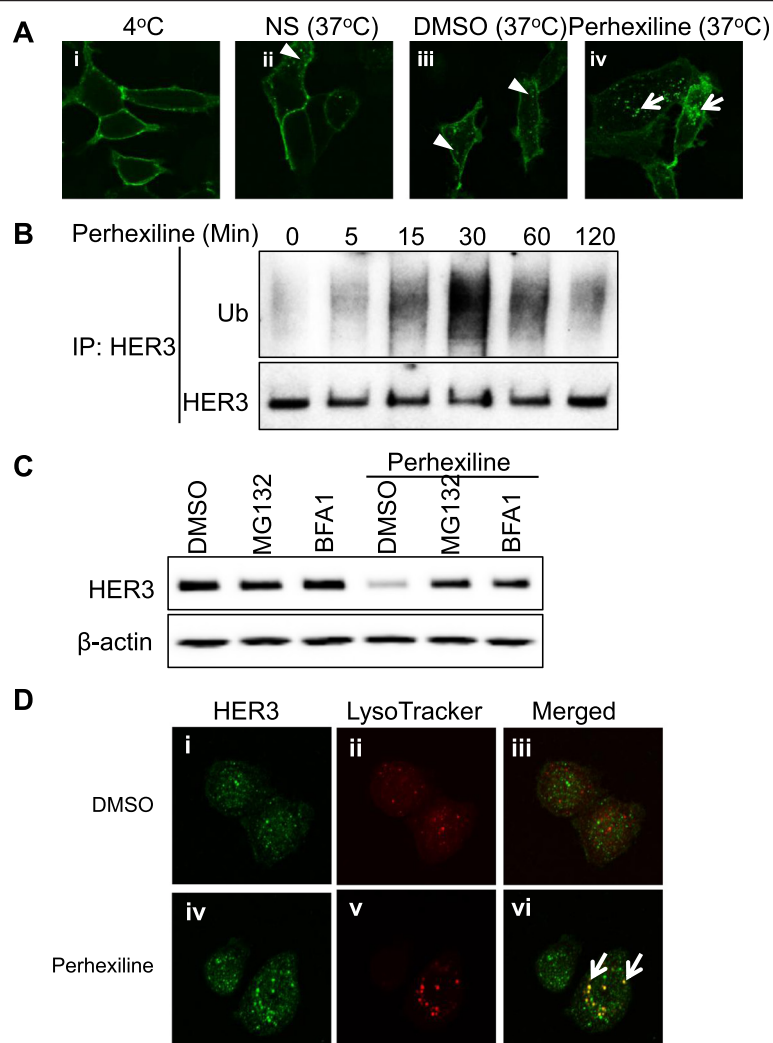 A
4°C
NS (37°C)
DMSO (37°C)
Perhexiline (37°C)
i
ii
iii
iv
B
Perhexiline (Min)
0 5 15 30 60 120
IP: HER3
Ub
HER3
C
Perhexiline
DMSO
MG132
BFA1
DMSO
MG132
BFA1
HER3
β-actin
D
HER3
LysoTracker
Merged
DMSO
i
ii
iii
Perhexiline
iv
v
vi